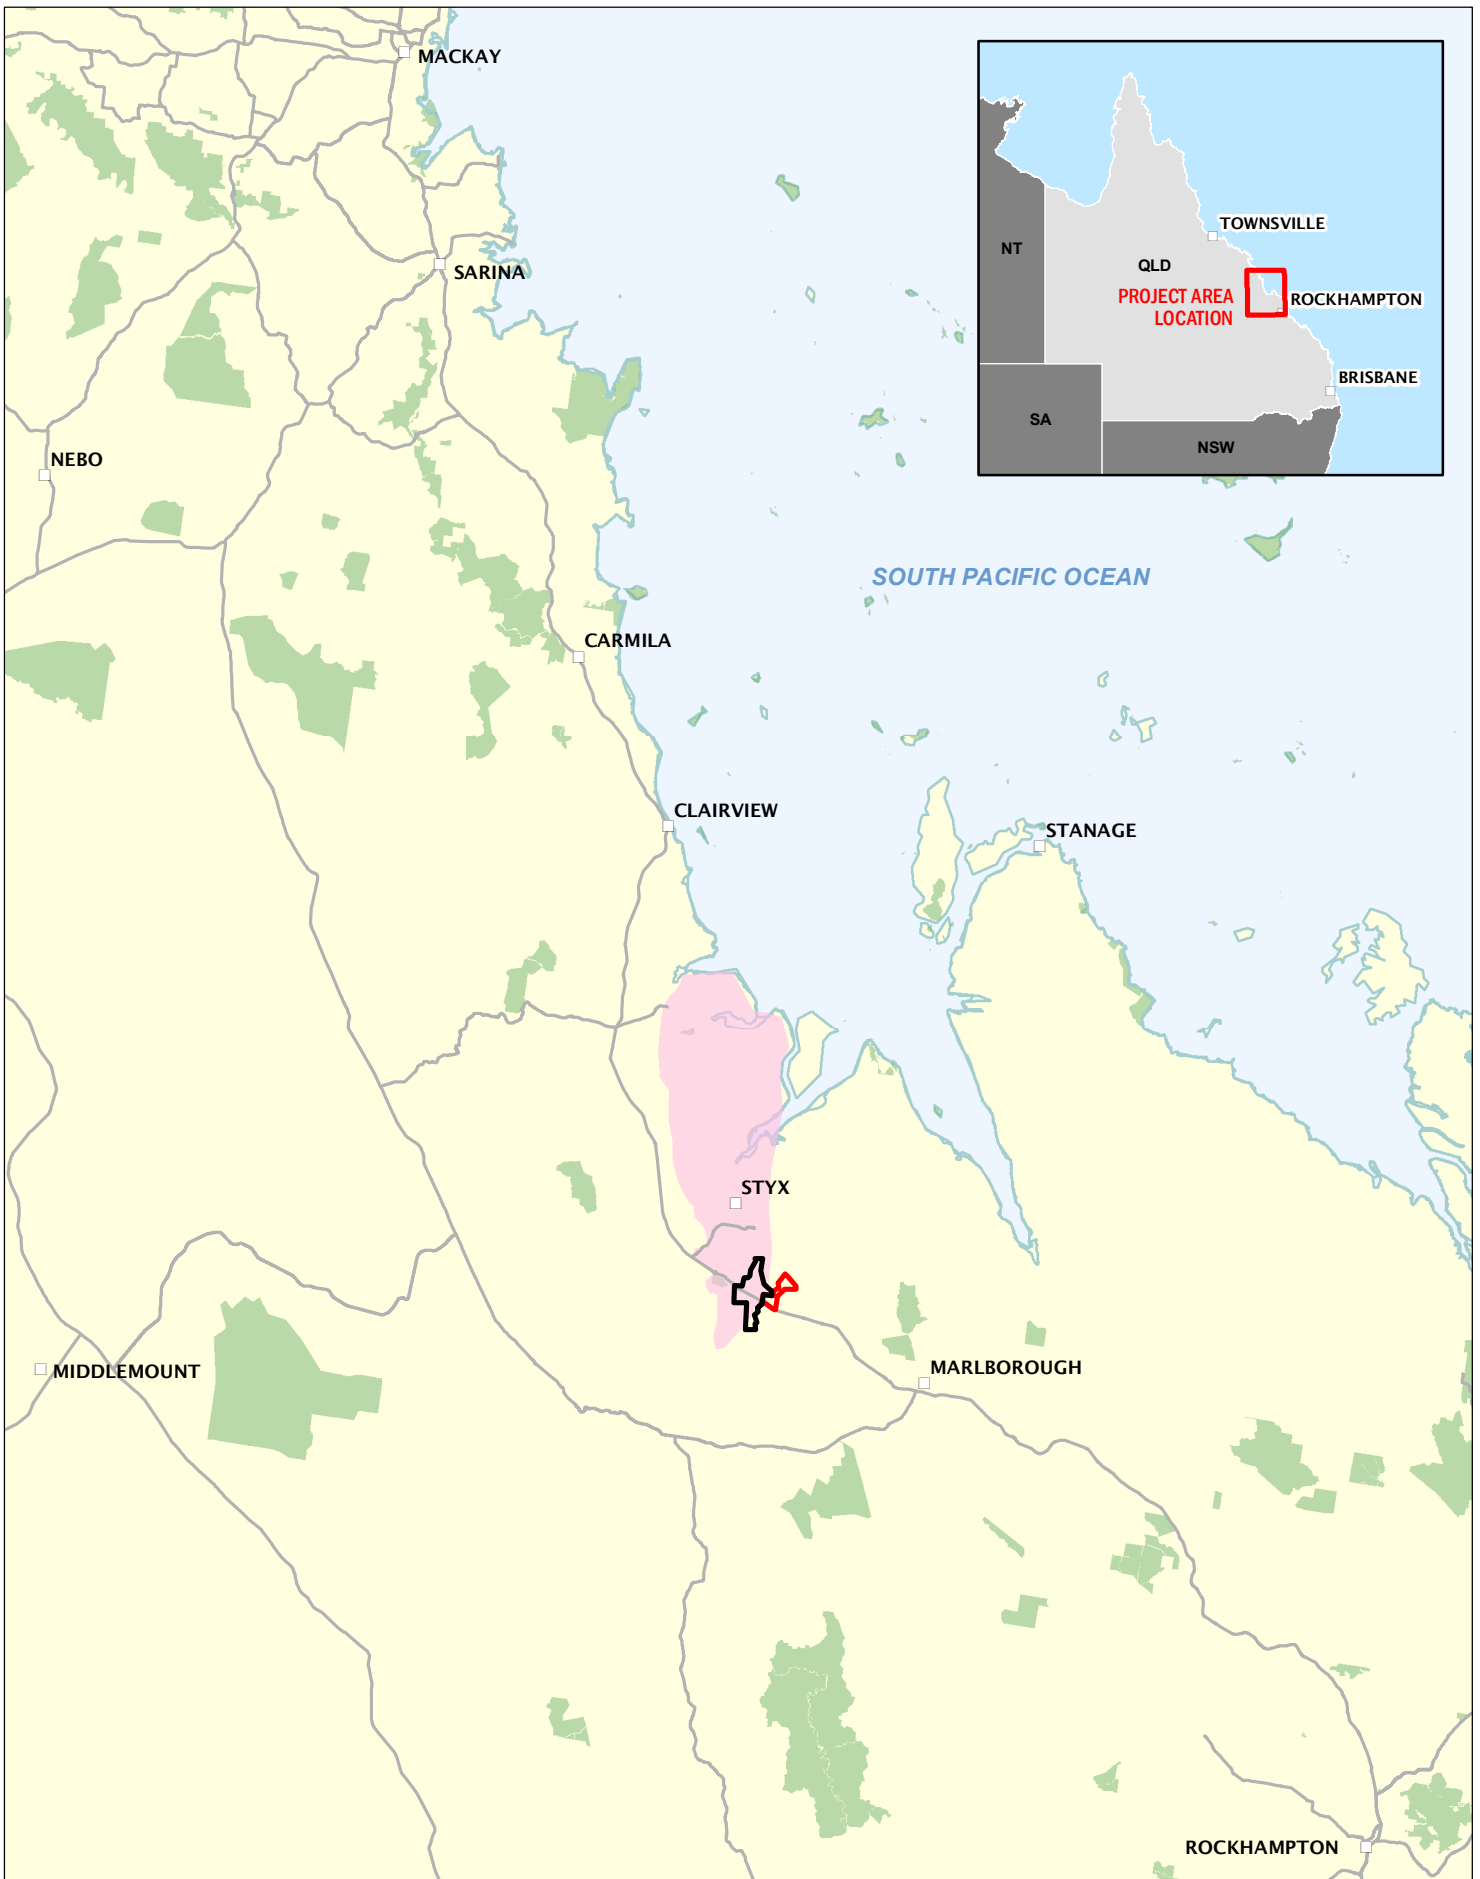 MACKAY
TOWNSVILLE
NT
QLD
SARINA
PROJECT AREA
LOCATION
ROCKHAMPTON
BRISBANE
SA
NSW
NEBO
SOUTH PACIFIC OCEAN
CARMILA
CLAIRVIEW
STANAGE
STYX
MARLBOROUGH
MIDDLEMOUNT
ROCKHAMPTON